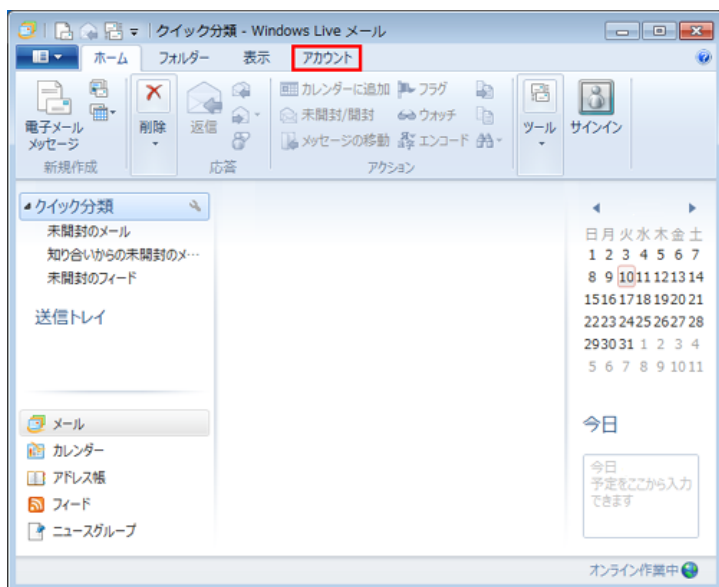 クイック分類 - Windows Live メール
ホーム フォルダー 表示 アカウント
電子メール メッセージ
新規作成
削除
返信
応答
カレンダーに追加 フラグ
未開封/開封 ウォッチ
メッセージの移動 エンコード
アクション
ツール
サインイン
クイック分類
未開封のメール
知り合いからの未開封のメ…
未開封のフィード
送信トレイ
メール
カレンダー
アドレス帳
フィード
ニュースグループ
日 月 火 水 木 金 土
1 2 3 4 5 6 7
8 9 10 11 12 13 14
15 16 17 18 19 20 21
22 23 24 25 26 27 28
29 30 31 1 2 3 4
5 6 7 8 9 10 11
今日
今日
予定をここから入力
できます
オンライン作業中